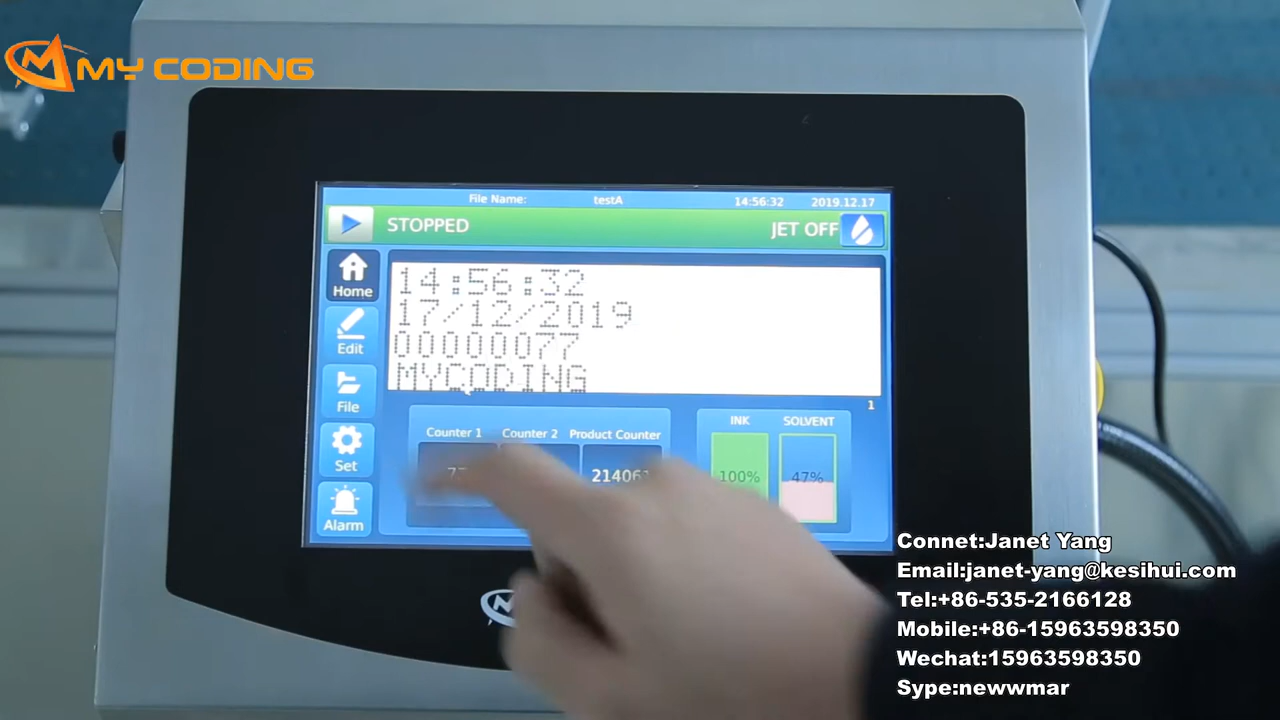 MY CODING
File Name: testA 14:56:32 2019.12.17
STOPPED JET OFF
Home
Edit
File
Set
Alarm
14:56:32
17/12/2019
00000077
MYCODING
1
Counter 1 Counter 2 Product Counter
INK SOLVENT
100% 47%
Connet:Janet Yang
Email:janet-yang@kesihui.com
Tel:+86-535-2166128
Mobile:+86-15963598350
Wechat:15963598350
Sype:newwmar